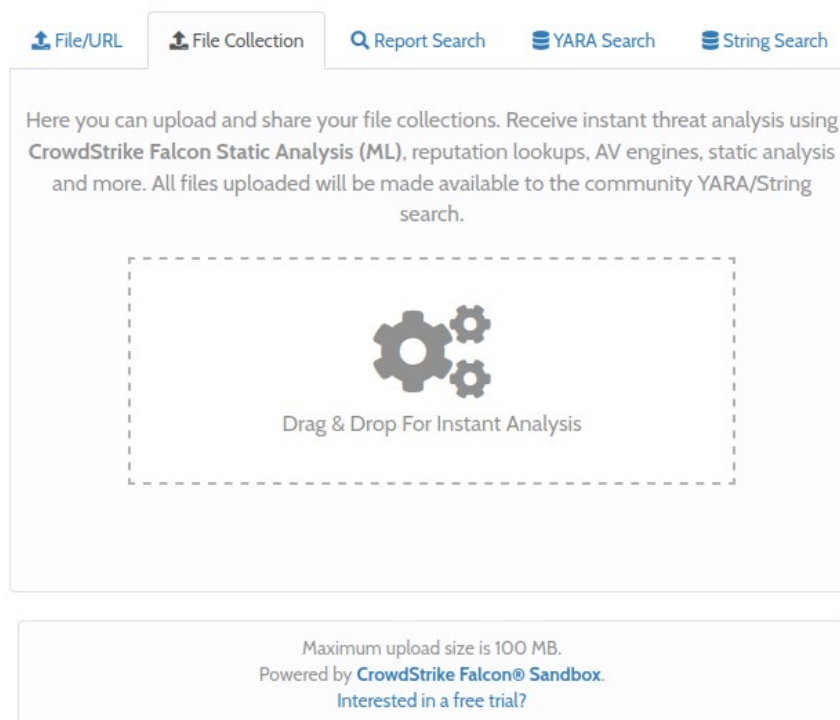 File/URL
File Collection
Report Search
YARA Search
String Search
Here you can upload and share your file collections. Receive instant threat analysis using
CrowdStrike Falcon Static Analysis (ML), reputation lookups, AV engines, static analysis
and more. All files uploaded will be made available to the community YARA/String
search.
Drag & Drop For Instant Analysis
Maximum upload size is 100 MB.
Powered by CrowdStrike Falcon® Sandbox.
Interested in a free trial?